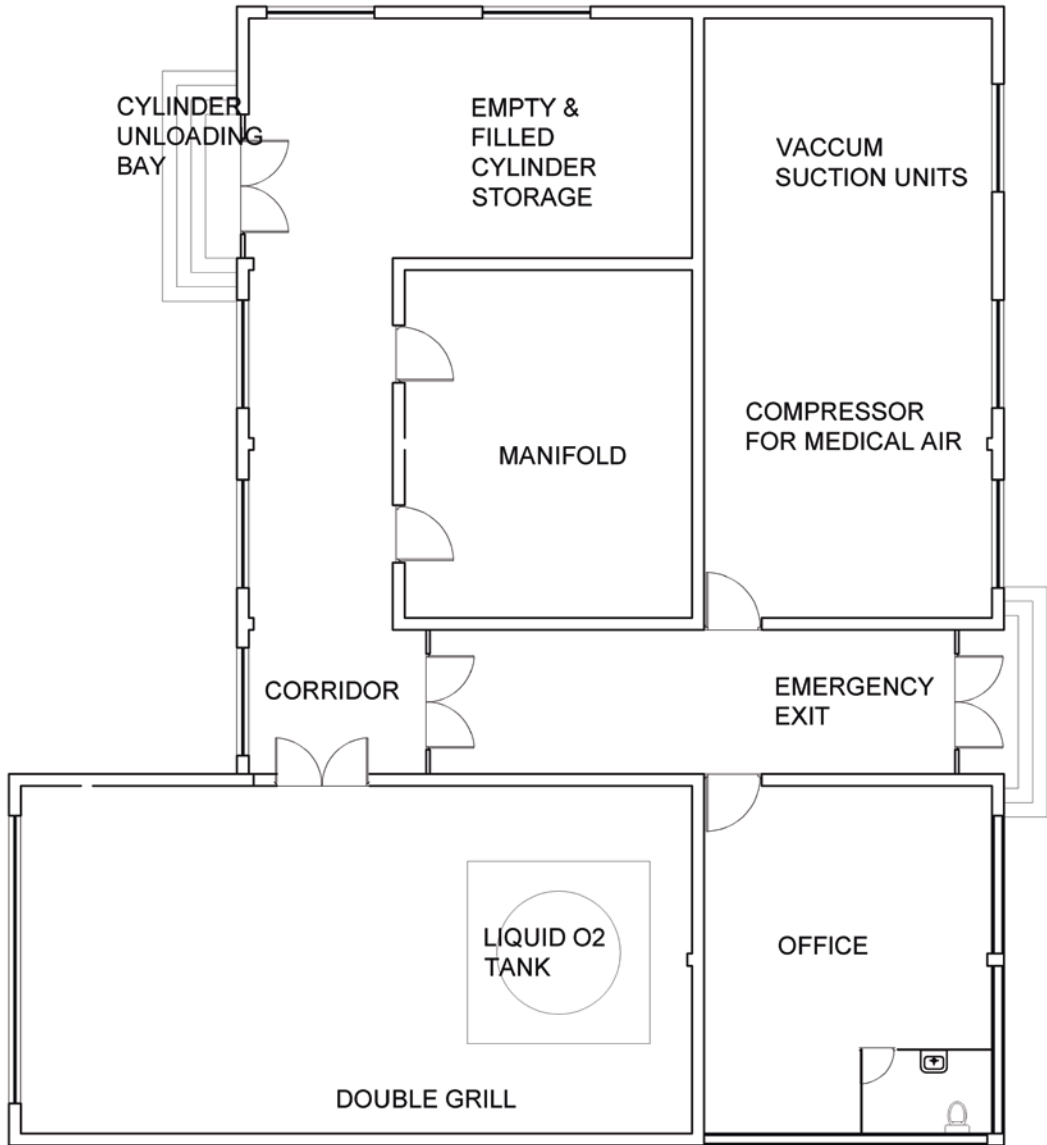 CYLINDER
UNLOADING
BAY
EMPTY &
FILLED
CYLINDER
STORAGE
VACCUM
SUCTION UNITS
MANIFOLD
COMPRESSOR
FOR MEDICAL AIR
CORRIDOR
EMERGENCY
EXIT
LIQUID O2
TANK
OFFICE
DOUBLE GRILL